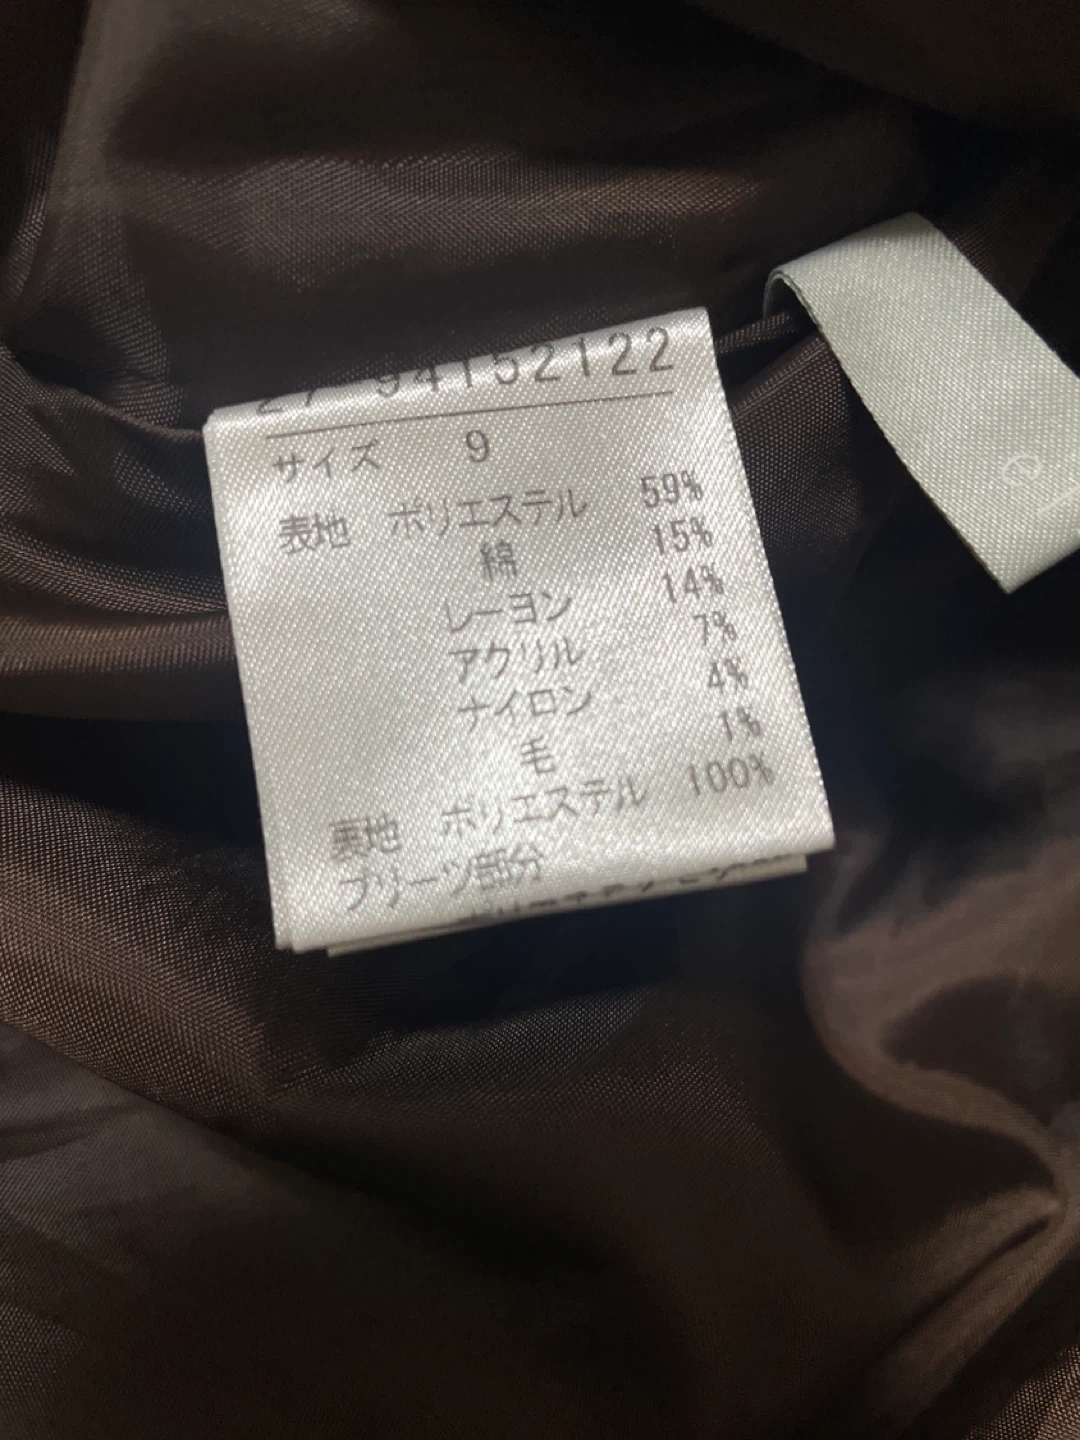 27 94152122
サイズ 9
表地 ポリエステル 59%
綿 15%
レーヨン 14%
アクリル 7%
ナイロン 4%
毛 1%
表地 ポリエステル 100%
プリーツ部分